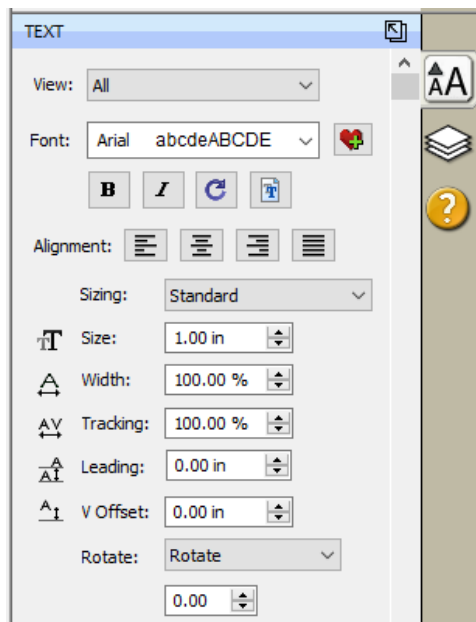 TEXT
View: All
Font: Arial abcdeABCDE
B I
Alignment:
Sizing: Standard
Size: 1.00 in
Width: 100.00 %
Tracking: 100.00 %
Leading: 0.00 in
V Offset: 0.00 in
Rotate: Rotate
0.00